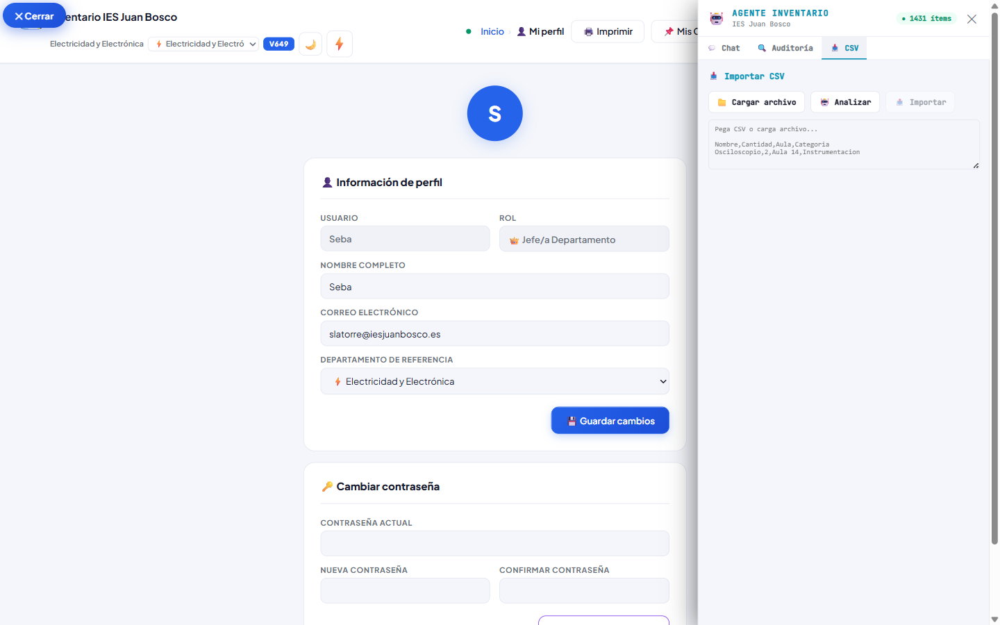 Cerrar
entario IES Juan Bosco
Electricidad y Electrónica
Electricidad y Electró
V649
Inicio
›
Mi perfil
Imprimir
Mis
S
Información de perfil
USUARIO
ROL
Seba
Jefe/a Departamento
NOMBRE COMPLETO
Seba
CORREO ELECTRÓNICO
slatorre@iesjuanbosco.es
DEPARTAMENTO DE REFERENCIA
Electricidad y Electrónica
Guardar cambios
Cambiar contraseña
CONTRASEÑA ACTUAL
NUEVA CONTRASEÑA
CONFIRMAR CONTRASEÑA
AGENTE INVENTARIO
IES Juan Bosco
● 1431 ítems
Chat
Auditoría
CSV
Importar CSV
Cargar archivo
Analizar
Importar
Pega CSV o carga archivo...
Nombre,Cantidad,Aula,Categoria
Osciloscopio,2,Aula 14,Instrumentacion